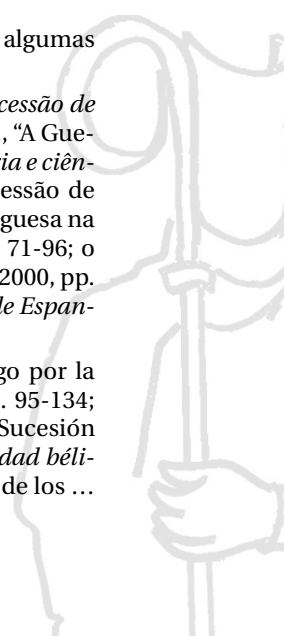 algumas
cessão de
., “A Gue-
ria e ciên-
essão de
guesa na
71-96; o
2000, pp.
de Espan-
go por la
. 95-134;
Sucesión
dad béli-
de los …